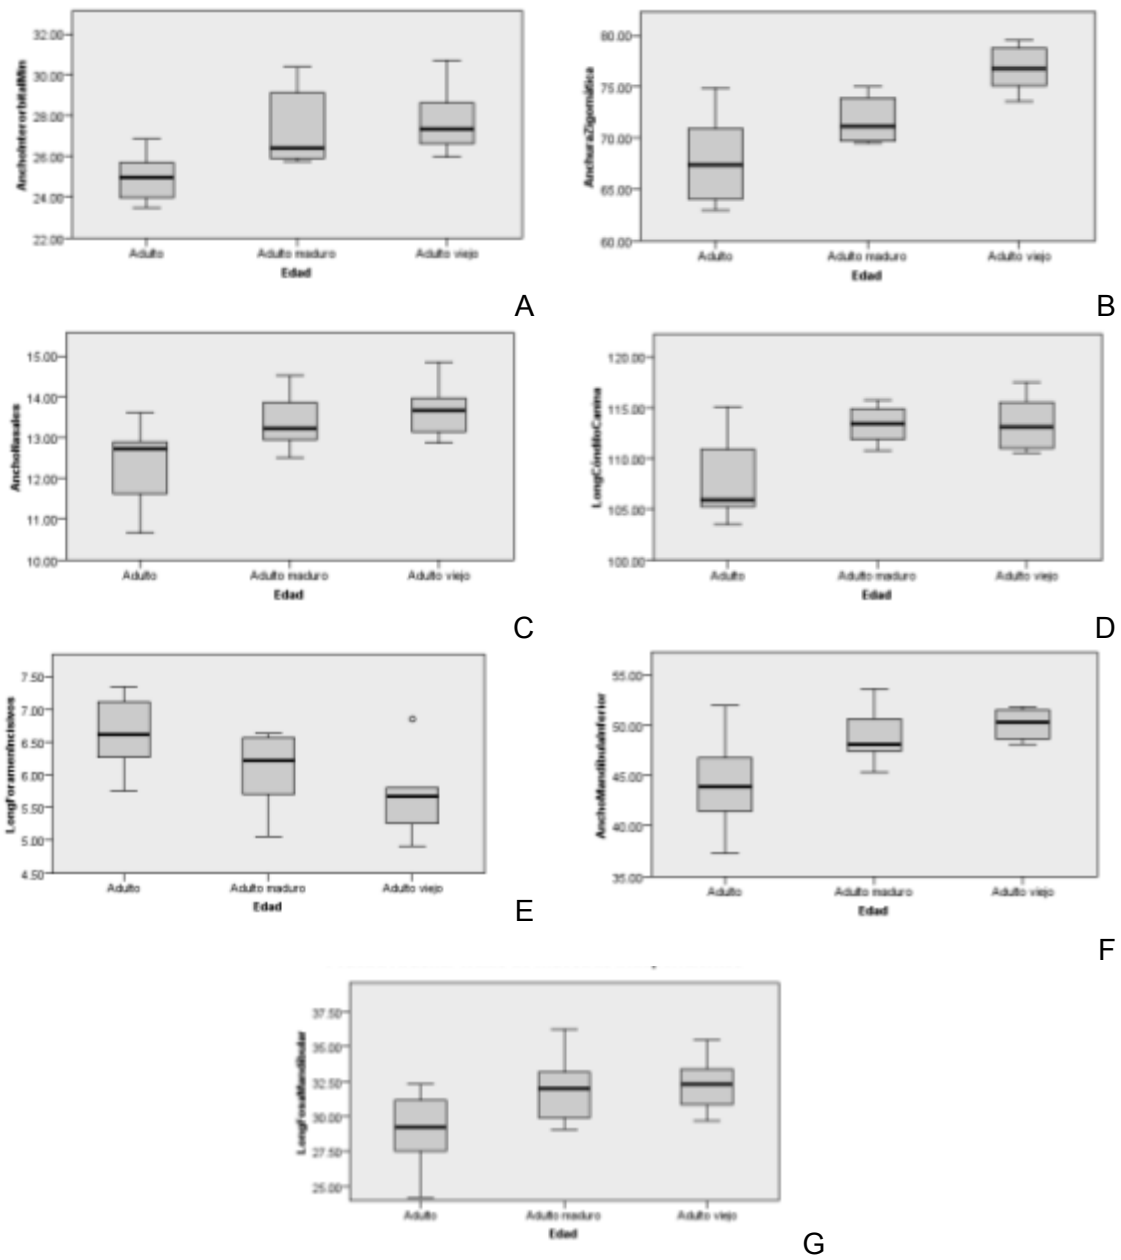 AnchoInterorbitalMin
32.00
30.00
28.00
26.00
24.00
22.00
Adulto Adulto maduro Adulto viejo
Edad
A
AnchuraZigomática
80.00
75.00
70.00
65.00
60.00
Adulto Adulto maduro Adulto viejo
Edad
B
AnchoNasales
15.00
14.00
13.00
12.00
11.00
10.00
Adulto Adulto maduro Adulto viejo
Edad
C
LongCóndiloCanina
120.00
115.00
110.00
105.00
100.00
Adulto Adulto maduro Adulto viejo
Edad
D
LongForamenIncisivos
7.50
7.00
6.50
6.00
5.50
5.00
4.50
Adulto Adulto maduro Adulto viejo
Edad
E
AnchoMandibulaInferior
55.00
50.00
45.00
40.00
35.00
Adulto Adulto maduro Adulto viejo
Edad
F
LongFosaMandibular
37.50
35.00
32.50
30.00
27.50
25.00
Adulto Adulto maduro Adulto viejo
Edad
G